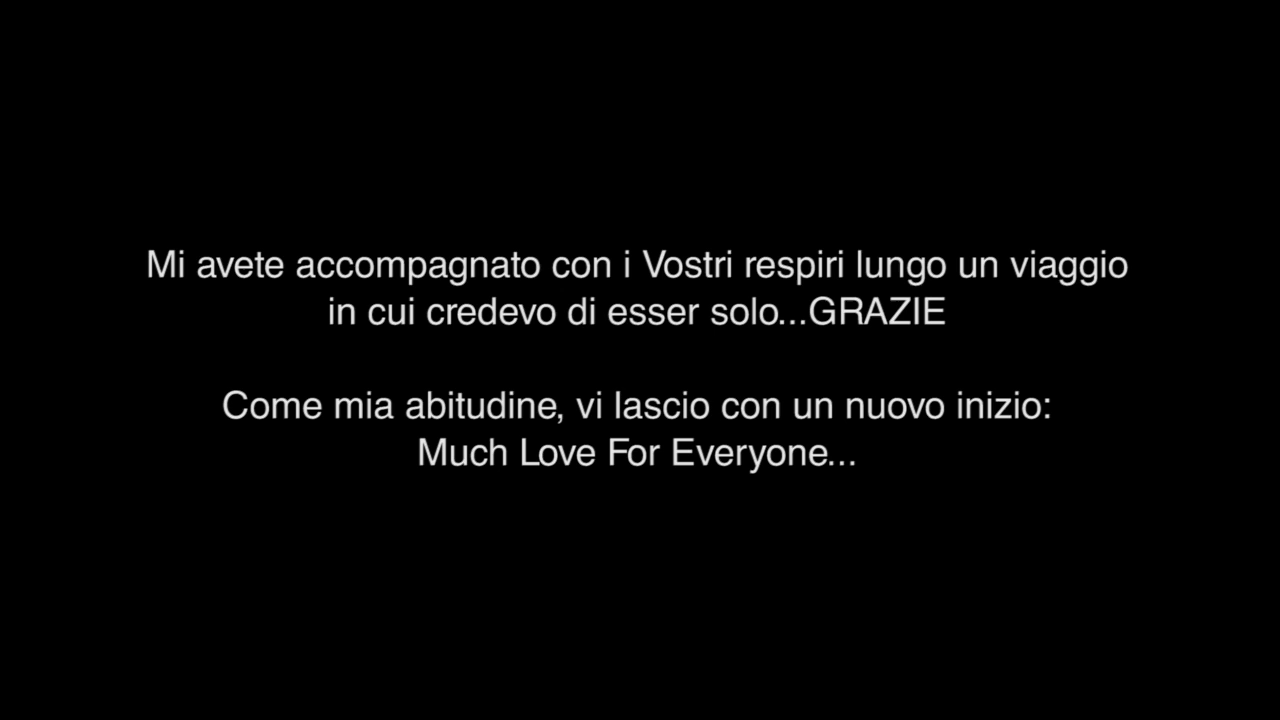 Mi avete accompagnato con i Vostri respiri lungo un viaggio
in cui credevo di esser solo...GRAZIE
Come mia abitudine, vi lascio con un nuovo inizio:
Much Love For Everyone...